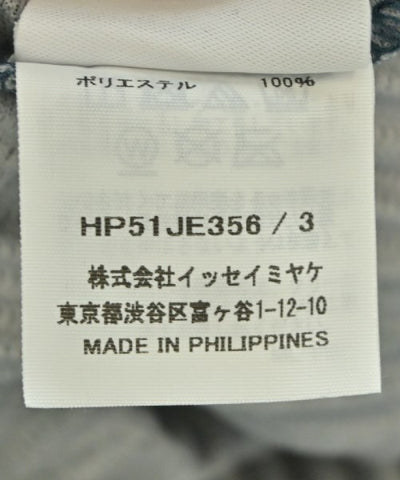 ポリエステル 100%
HP51JE356 / 3
株式会社イッセイミヤケ
東京都渋谷区富ヶ谷1-12-10
MADE IN PHILIPPINES